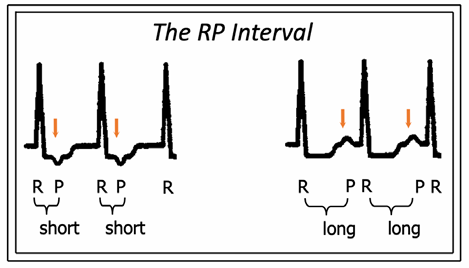 The RP Interval
R P R P R R P R P R
short short long long